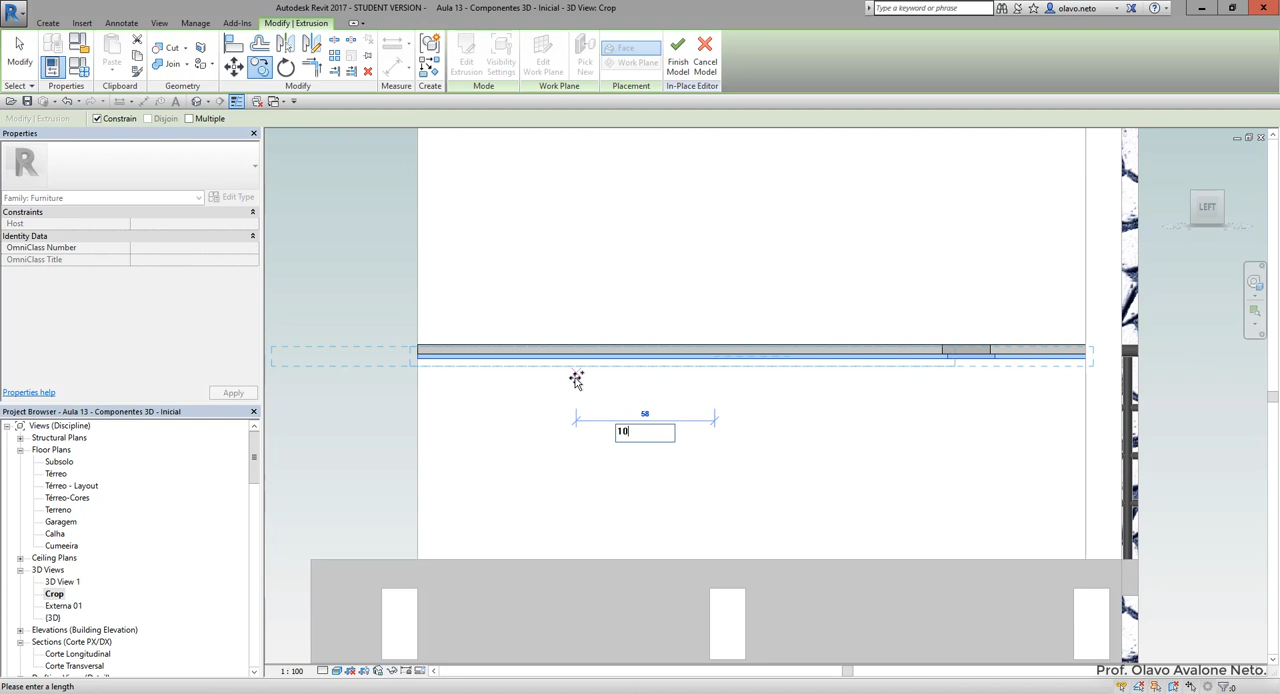 Autodesk Revit 2017 - STUDENT VERSION -    Aula 13 - Componentes 3D - Inicial - 3D View: Crop
Type a keyword or phrase
olavo.neto
Create Insert Annotate View Manage Add-Ins Modify | Extrusion
Modify
Paste
Cut
Join
Edit Extrusion
Visibility Settings
Edit Work Plane
Pick New
Face
Work Plane
Finish Model
Cancel Model
Select Properties Clipboard Geometry Modify Measure Create Mode Work Plane Placement In-Place Editor
Modify | Extrusion
Constrain Disjoin Multiple
Properties
R
Family: Furniture
Edit Type
Constraints
Host
Identity Data
OmniClass Number
OmniClass Title
Properties help
Apply
Project Browser - Aula 13 - Componentes 3D - Inicial
Views (Discipline)
Structural Plans
Floor Plans
Subsolo
Térreo
Térreo - Layout
Térreo-Cores
Terreno
Garagem
Calha
Cumeeira
Ceiling Plans
3D Views
3D View 1
Crop
Externa 01
{3D}
Elevations (Building Elevation)
Sections (Corte PX/DX)
Corte Longitudinal
Corte Transversal
LEFT
58
10
1 : 100
Prof. Olavo Avalone Neto.
Please enter a length
:0